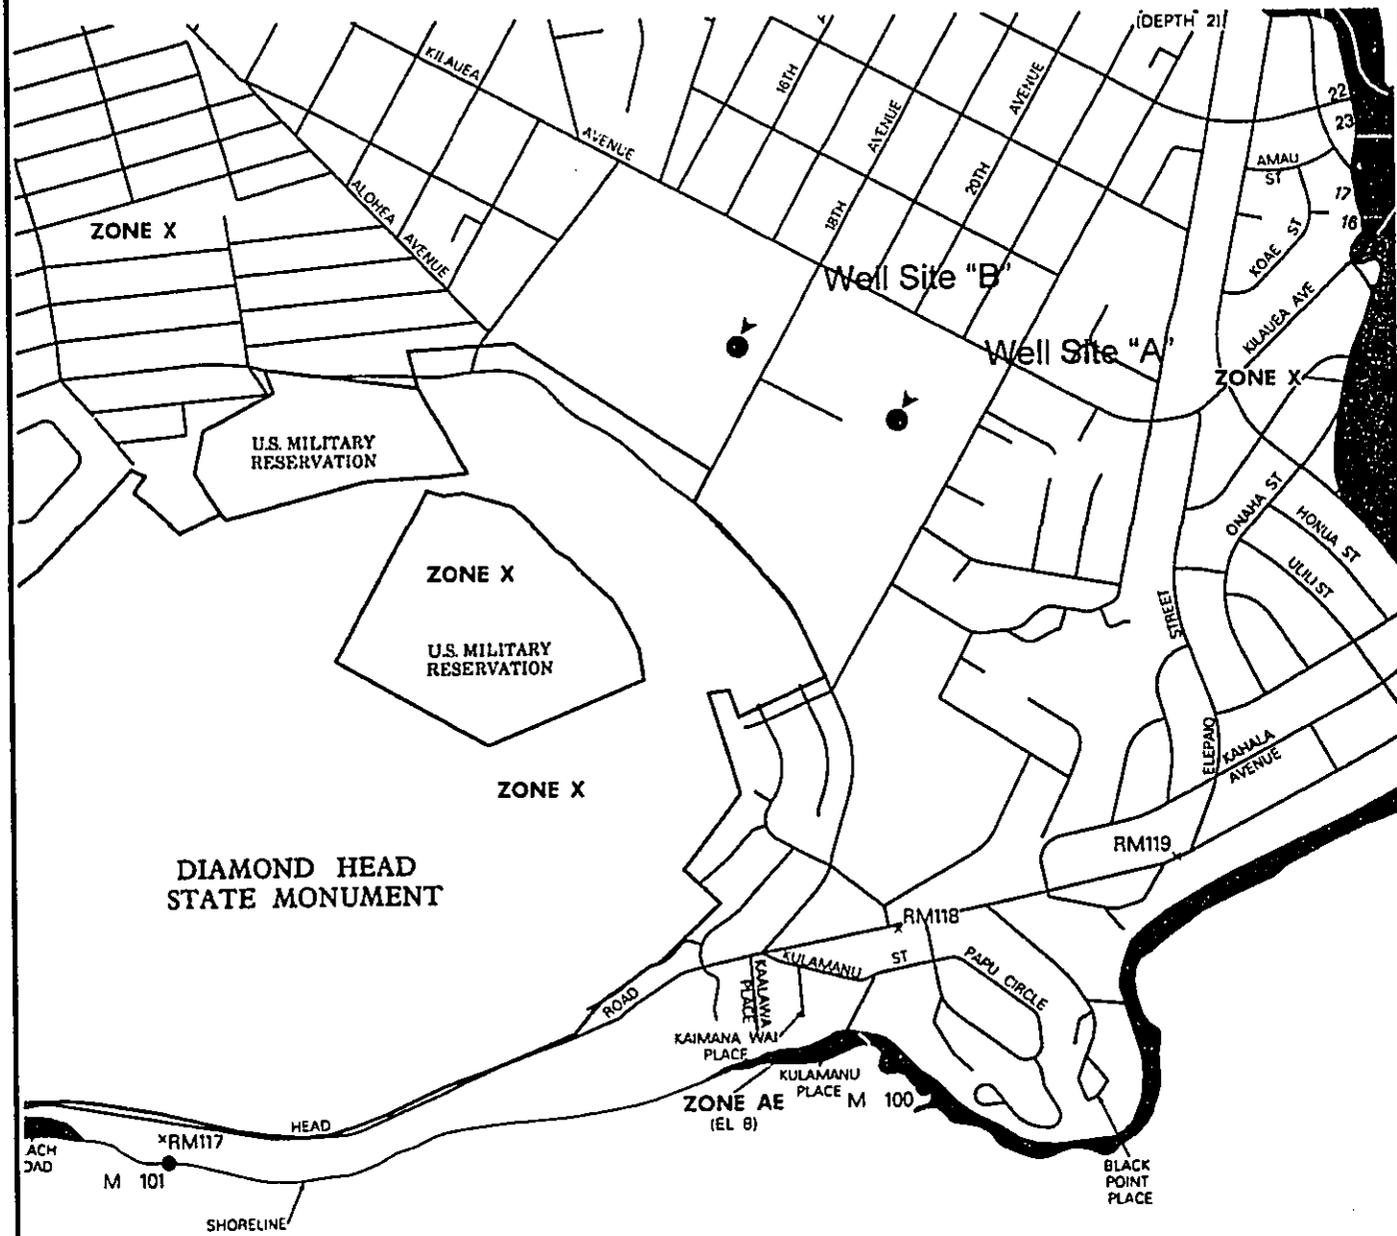 (DEPTH 2)
KILAUEA
AVENUE
16TH
AVENUE
18TH
AVENUE
20TH
22
23
AMAU
ST
17
16
KOAE ST
KILAUEA AVE
ALOHEA
AVENUE
ZONE X
Well Site "B"
Well Site "A"
ZONE X
U.S. MILITARY
RESERVATION
ONAHA ST
HONUA ST
ULILI ST
ZONE X
U.S. MILITARY
RESERVATION
STREET
ELEPAIO
KAHALA
AVENUE
ZONE X
RM119
DIAMOND HEAD
STATE MONUMENT
RM118
KULAMANU
ST
PAPU CIRCLE
KAALAWA
PLACE
ROAD
KAIMANA WAI
PLACE
KULAMANU
PLACE
ZONE AE
(EL 8)
M 100
HEAD
RM117
M 101
BLACK
POINT
PLACE
SHORELINE